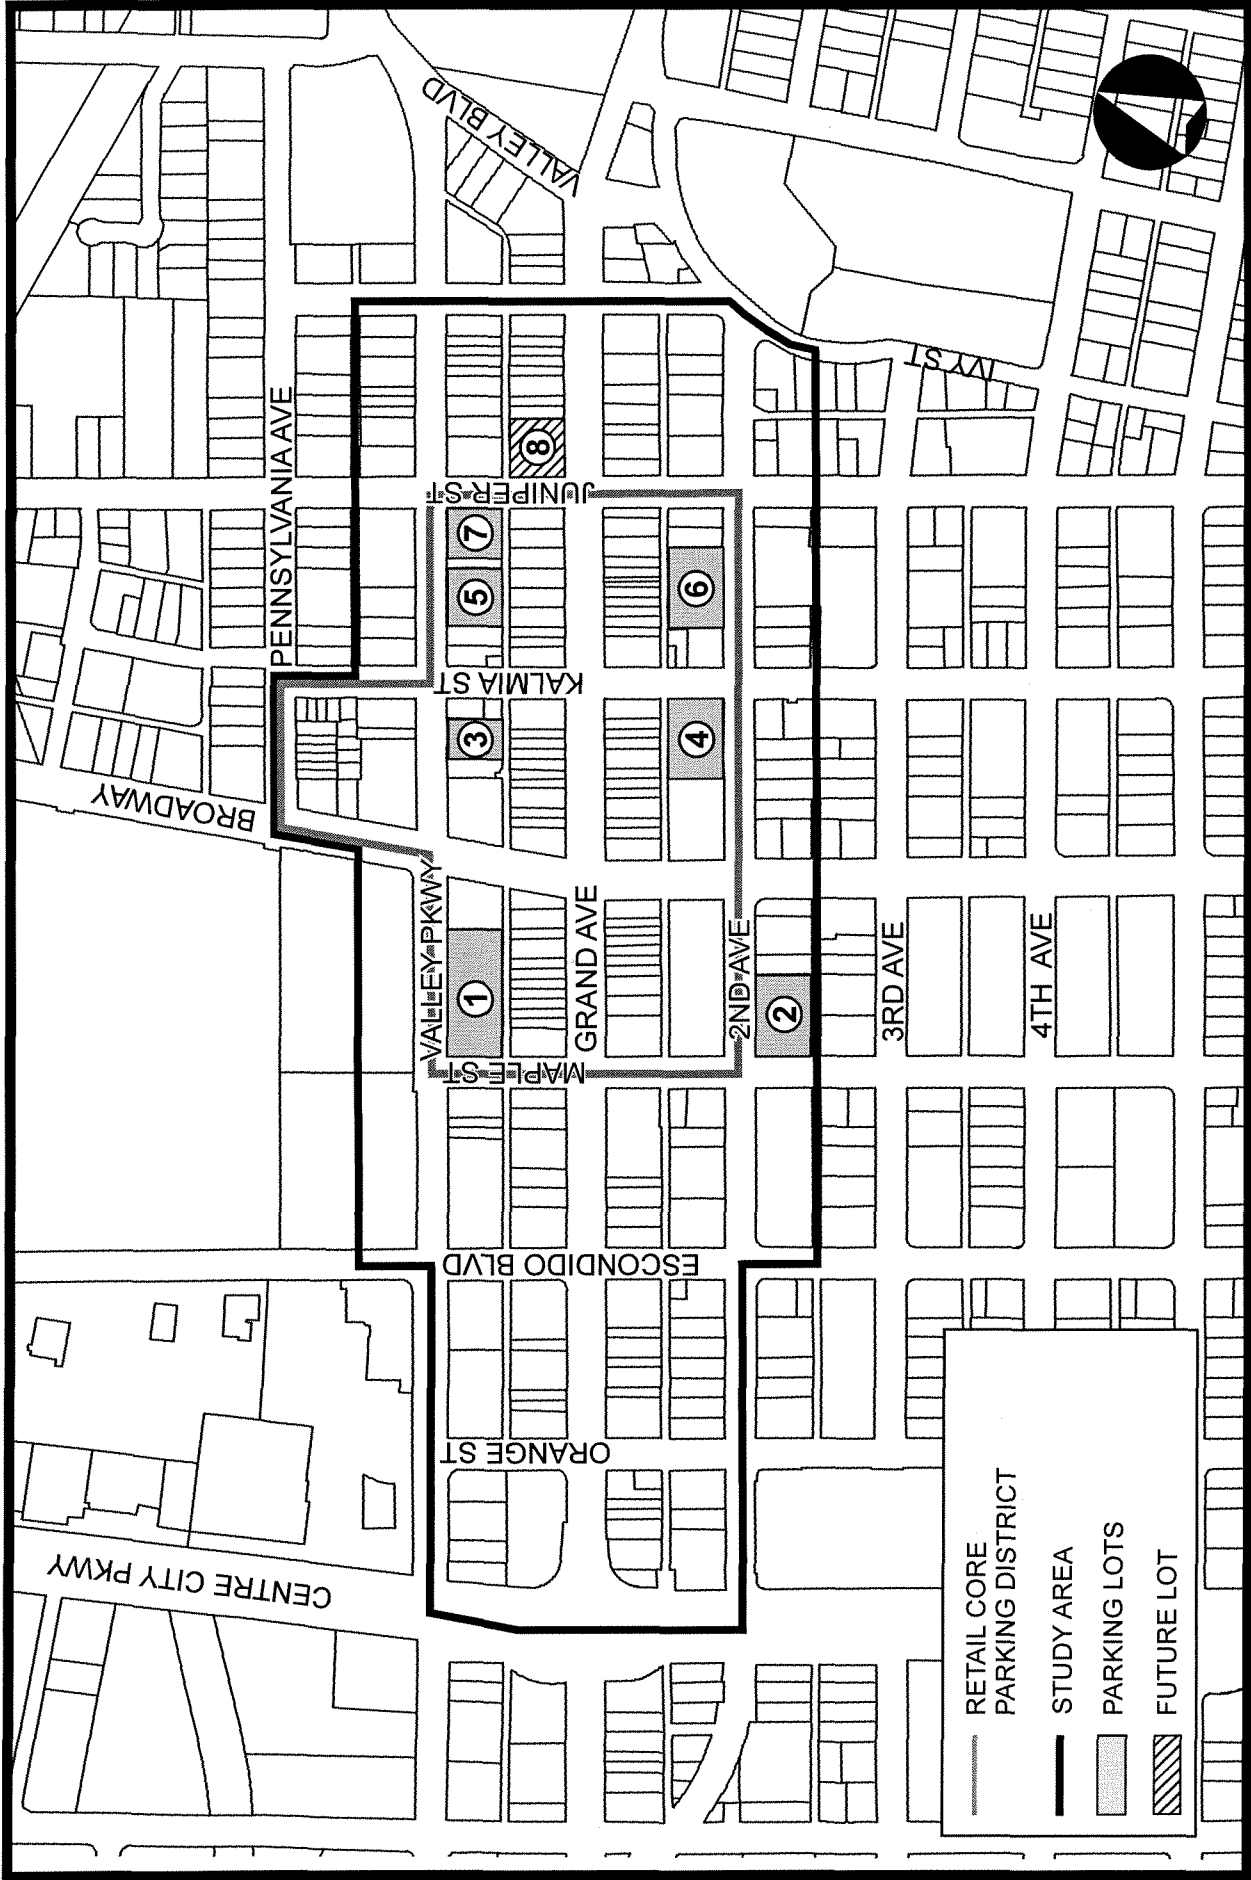 CENTRE CITY PKWY
BROADWAY
PENNSYLVANIA AVE
VALLEY BLVD
VALLEY PKWY
ORANGE ST
ESCONDIDO BLVD
MAPLE ST
KALMIA ST
JUNIPER ST
IVY ST
GRAND AVE
2ND AVE
3RD AVE
4TH AVE
1
2
3
4
5
6
7
8
RETAIL CORE
PARKING DISTRICT
STUDY AREA
PARKING LOTS
FUTURE LOT